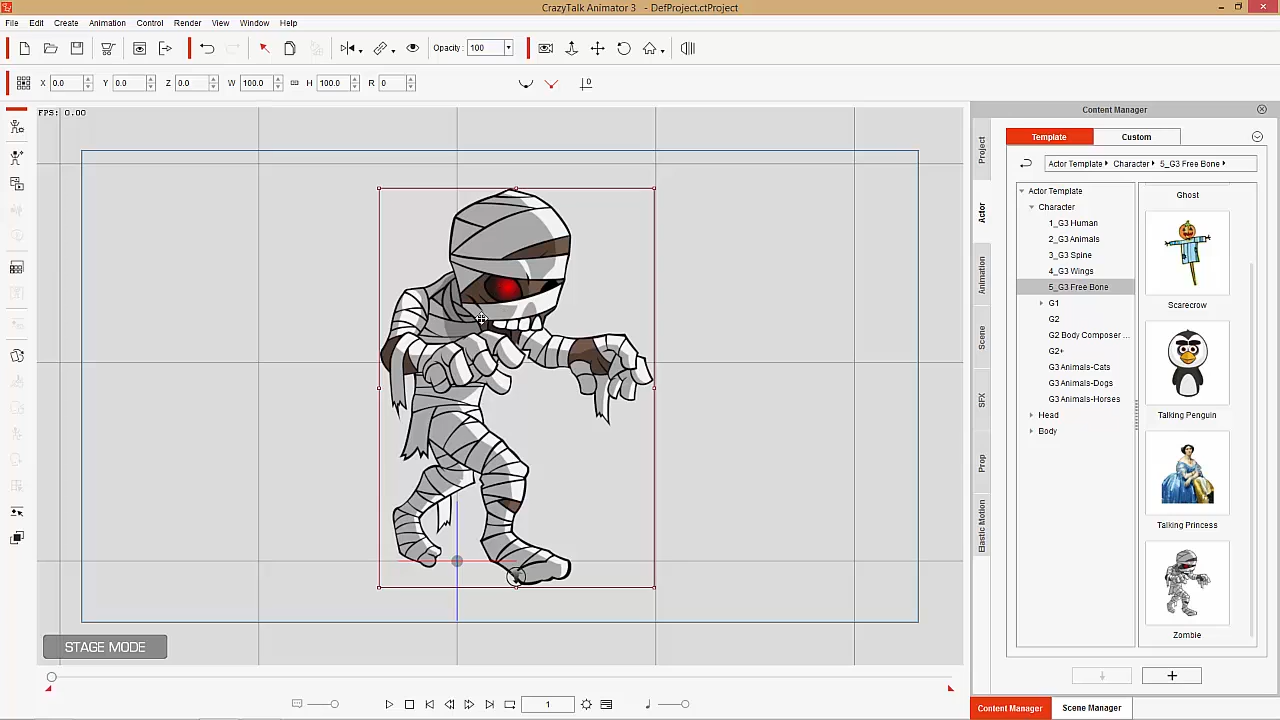 CrazyTalk Animator 3 - DefProject.ctProject
File Edit Create Animation Control Render View Window Help
Opacity : 100
X 0.0 Y 0.0 Z 0.0 W 100.0 H 100.0 R 0
FPS: 0.00
Content Manager
Template Custom
Actor Template Character 5_G3 Free Bone
Project
Actor
Animation
Scene
SFX
Prop
Elastic Motion
Actor Template
Character
1_G3 Human
2_G3 Animals
3_G3 Spine
4_G3 Wings
5_G3 Free Bone
G1
G2
G2 Body Composer ...
G2+
G3 Animals-Cats
G3 Animals-Dogs
G3 Animals-Horses
Head
Body
Ghost
Scarecrow
Talking Penguin
Talking Princess
Zombie
STAGE MODE
1
Content Manager Scene Manager